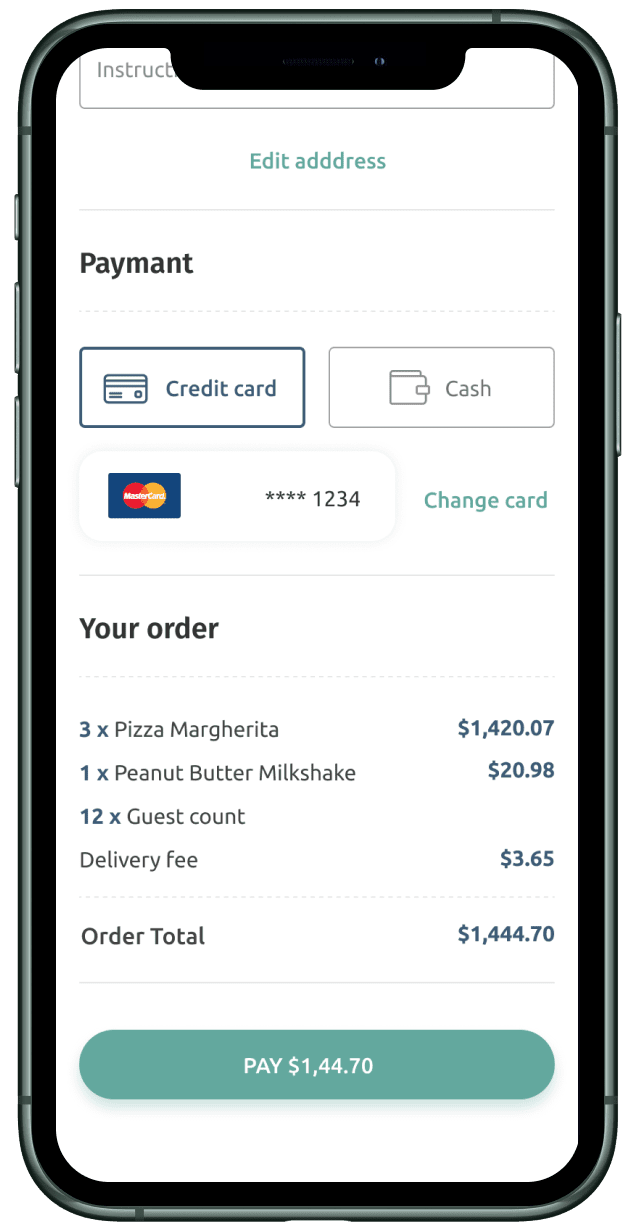 Instruct
Edit adddress
Paymant
Credit card
Cash
MasterCard
**** 1234
Change card
Your order
3 x Pizza Margherita $1,420.07
1 x Peanut Butter Milkshake $20.98
12 x Guest count
Delivery fee $3.65
Order Total $1,444.70
PAY $1,44.70